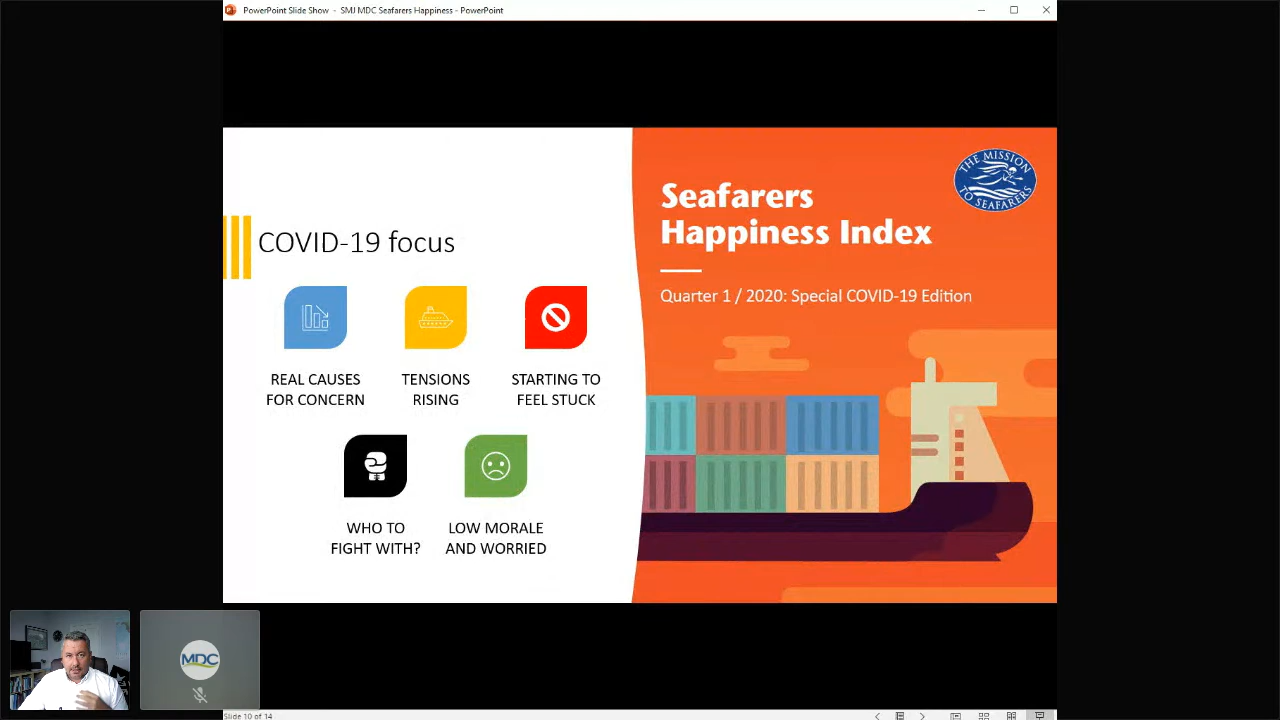 PowerPoint Slide Show - SMJ MDC Seafarers Happiness - PowerPoint
COVID-19 focus
REAL CAUSES
FOR CONCERN
TENSIONS
RISING
STARTING TO
FEEL STUCK
WHO TO
FIGHT WITH?
LOW MORALE
AND WORRIED
THE MISSION
TO SEAFARERS
Seafarers
Happiness Index
Quarter 1 / 2020: Special COVID-19 Edition
MDC
Slide 10 of 14